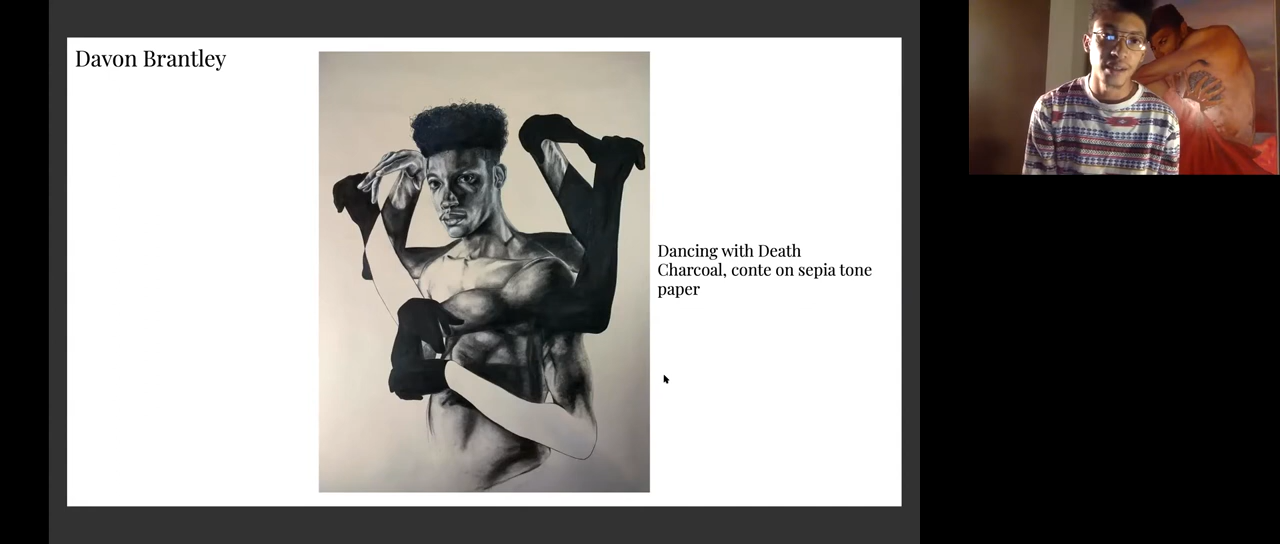 Davon Brantley
Dancing with Death
Charcoal, conte on sepia tone
paper